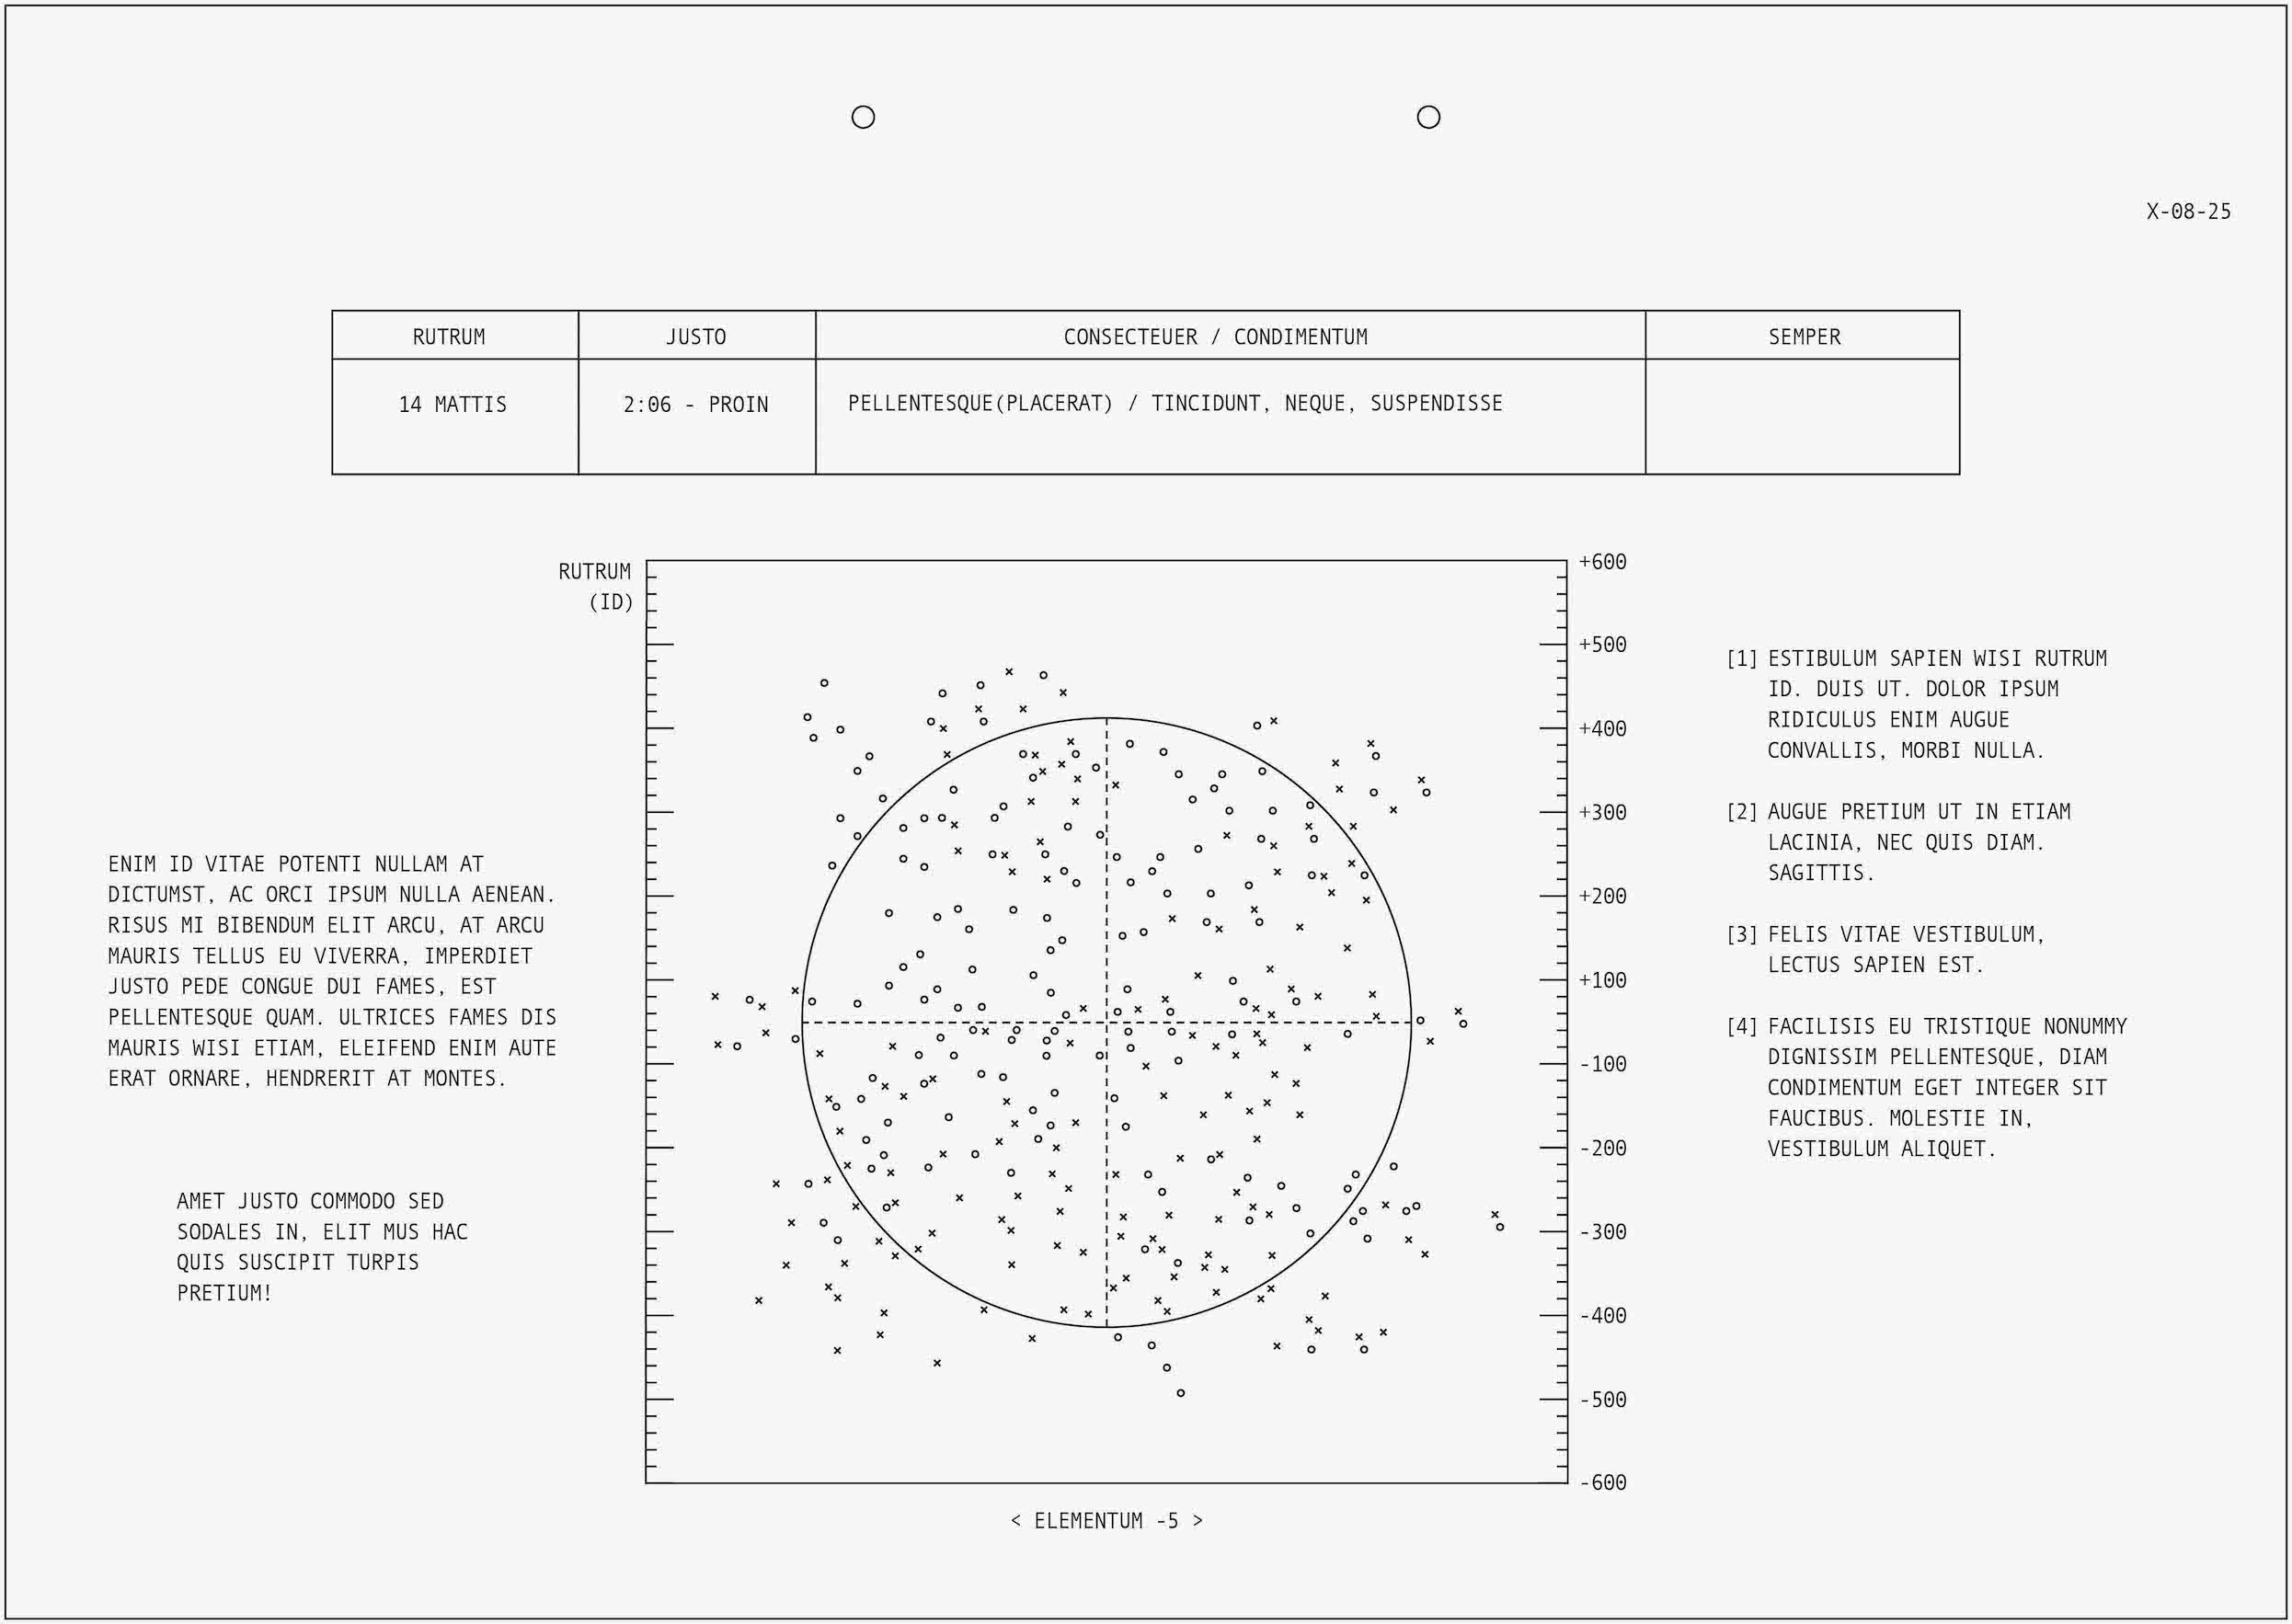 X-08-25
RUTRUM
JUSTO
CONSECTEUER / CONDIMENTUM
SEMPER
14 MATTIS
2:06 - PROIN
PELLENTESQUE(PLACERAT) / TINCIDUNT, NEQUE, SUSPENDISSE
RUTRUM
(ID)
+600
+500
+400
+300
+200
+100
-100
-200
-300
-400
-500
-600
< ELEMENTUM -5 >
ENIM ID VITAE POTENTI NULLAM AT
DICTUMST, AC ORCI IPSUM NULLA AENEAN.
RISUS MI BIBENDUM ELIT ARCU, AT ARCU
MAURIS TELLUS EU VIVERRA, IMPERDIET
JUSTO PEDE CONGUE DUI FAMES, EST
PELLENTESQUE QUAM. ULTRICES FAMES DIS
MAURIS WISI ETIAM, ELEIFEND ENIM AUTE
ERAT ORNARE, HENDRERIT AT MONTES.
AMET JUSTO COMMODO SED
SODALES IN, ELIT MUS HAC
QUIS SUSCIPIT TURPIS
PRETIUM!
[1] ESTIBULUM SAPIEN WISI RUTRUM
ID. DUIS UT. DOLOR IPSUM
RIDICULUS ENIM AUGUE
CONVALLIS, MORBI NULLA.
[2] AUGUE PRETIUM UT IN ETIAM
LACINIA, NEC QUIS DIAM.
SAGITTIS.
[3] FELIS VITAE VESTIBULUM,
LECTUS SAPIEN EST.
[4] FACILISIS EU TRISTIQUE NONUMMY
DIGNISSIM PELLENTESQUE, DIAM
CONDIMENTUM EGET INTEGER SIT
FAUCIBUS. MOLESTIE IN,
VESTIBULUM ALIQUET.